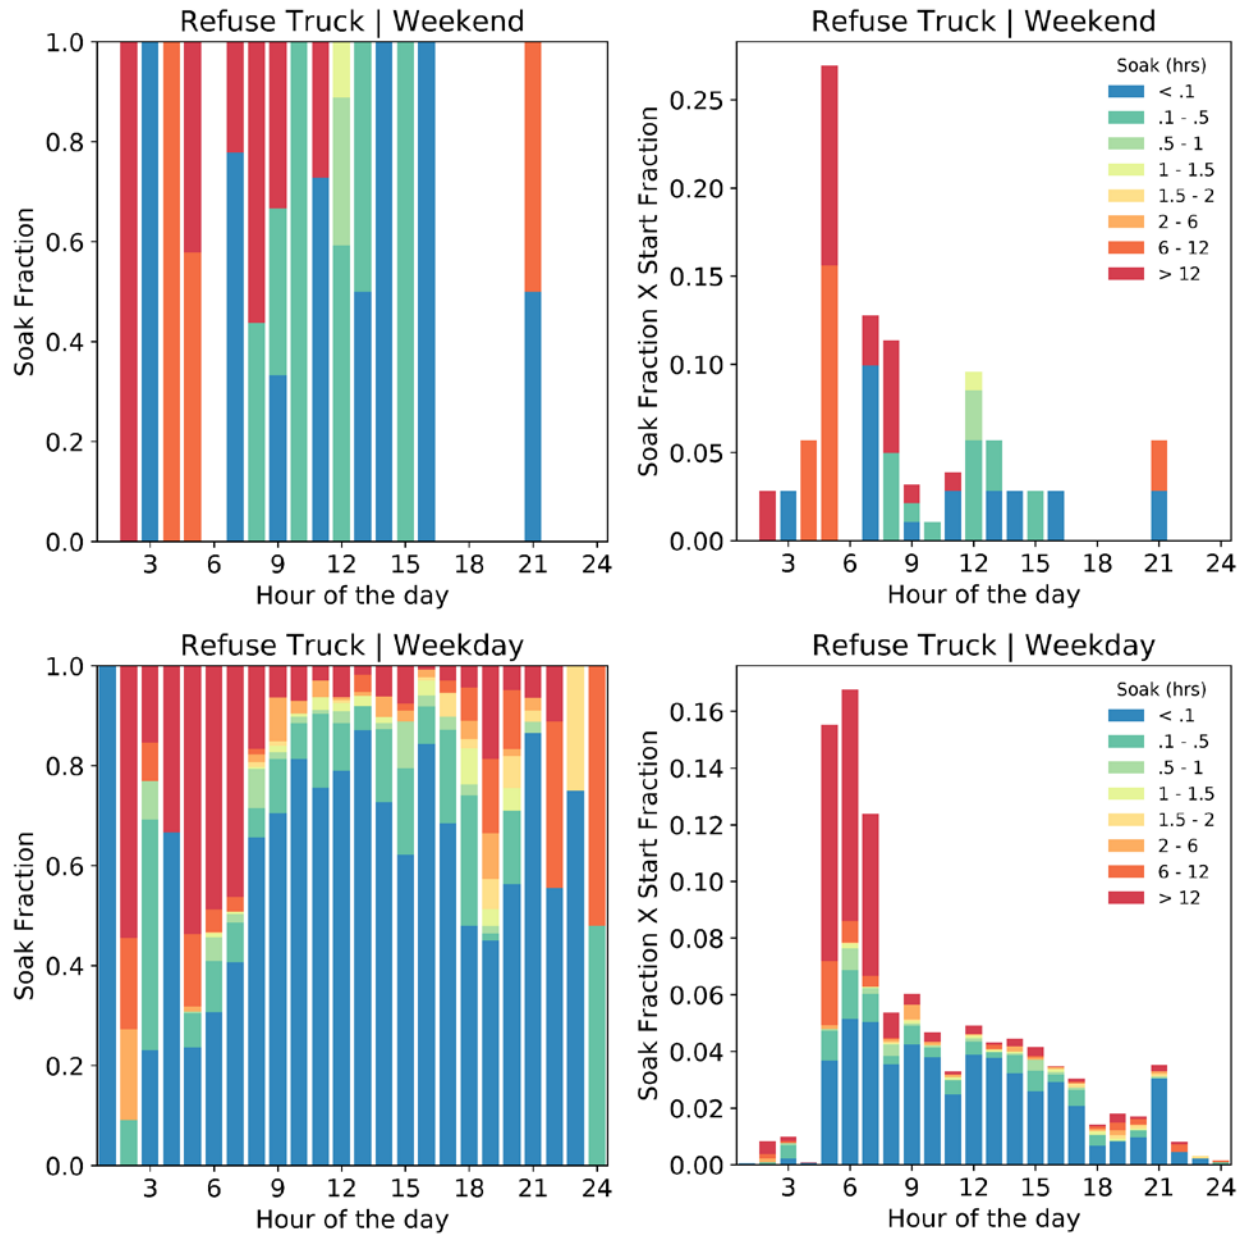 Refuse Truck | Weekend
Soak Fraction
1.0
0.8
0.6
0.4
0.2
0.0
3 6 9 12 15 18 21 24
Hour of the day
Refuse Truck | Weekend
Soak Fraction X Start Fraction
0.25
0.20
0.15
0.10
0.05
0.00
Soak (hrs)
< .1
.1 - .5
.5 - 1
1 - 1.5
1.5 - 2
2 - 6
6 - 12
> 12
3 6 9 12 15 18 21 24
Hour of the day
Refuse Truck | Weekday
Soak Fraction
1.0
0.8
0.6
0.4
0.2
0.0
3 6 9 12 15 18 21 24
Hour of the day
Refuse Truck | Weekday
Soak Fraction X Start Fraction
0.16
0.14
0.12
0.10
0.08
0.06
0.04
0.02
0.00
Soak (hrs)
< .1
.1 - .5
.5 - 1
1 - 1.5
1.5 - 2
2 - 6
6 - 12
> 12
3 6 9 12 15 18 21 24
Hour of the day